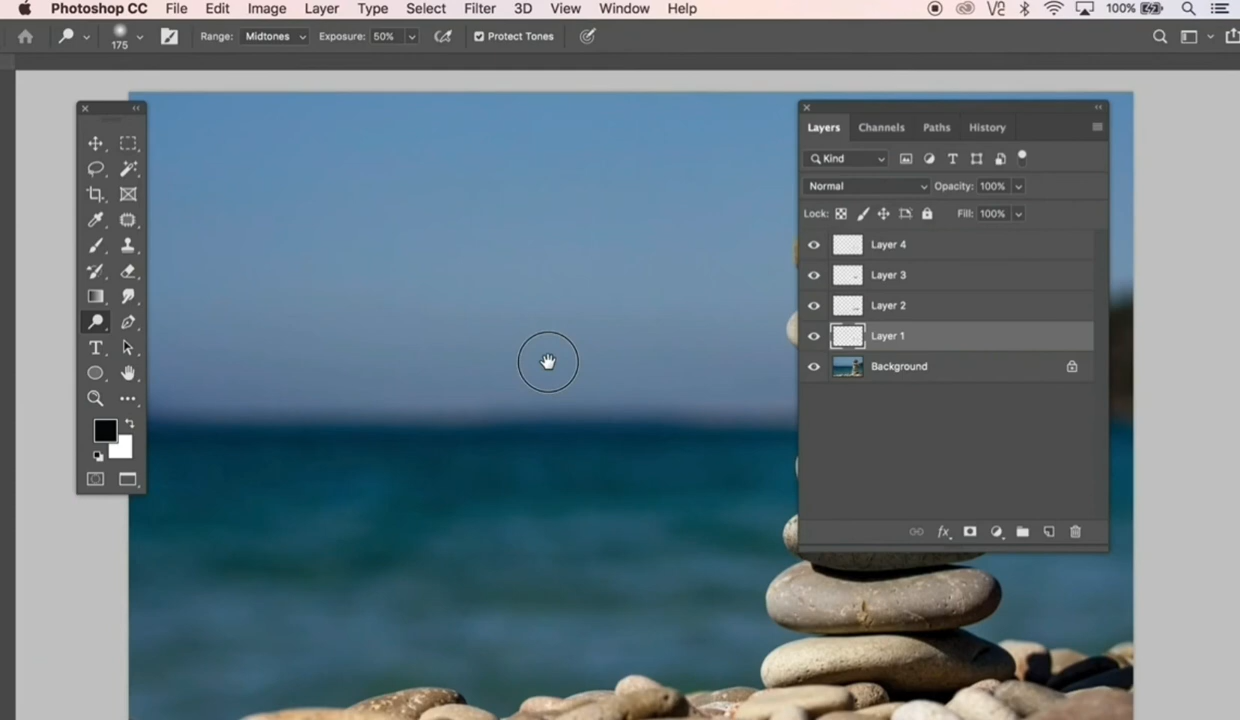 Photoshop CC File Edit Image Layer Type Select Filter 3D View Window Help 100%
175 Range: Midtones Exposure: 50% Protect Tones
Layers Channels Paths History
Kind
Normal Opacity: 100%
Lock: Fill: 100%
Layer 4
Layer 3
Layer 2
Layer 1
Background
fx